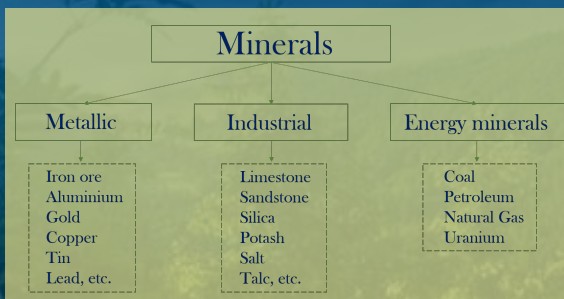 Minerals
Metallic
Industrial
Energy minerals
Iron ore
Aluminium
Gold
Copper
Tin
Lead, etc.
Limestone
Sandstone
Silica
Potash
Salt
Talc, etc.
Coal
Petroleum
Natural Gas
Uranium